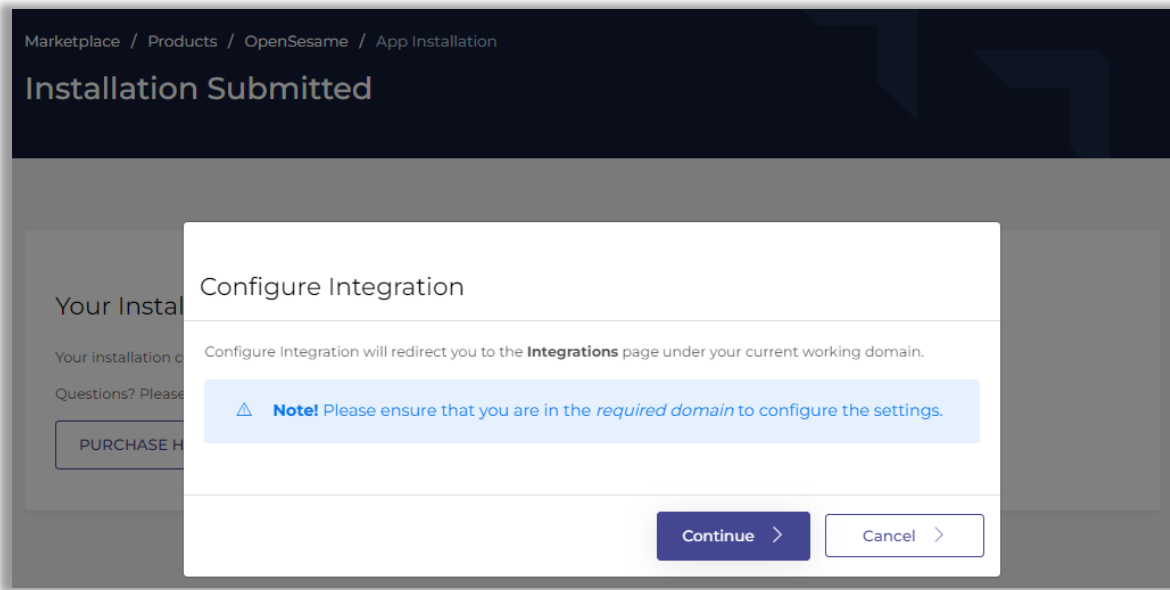 Marketplace / Products / OpenSesame / App Installation
Installation Submitted
Configure Integration
Your Instal
Configure Integration will redirect you to the Integrations page under your current working domain.
Your installation c
Note! Please ensure that you are in the required domain to configure the settings.
Questions? Please
PURCHASE H
Continue
Cancel